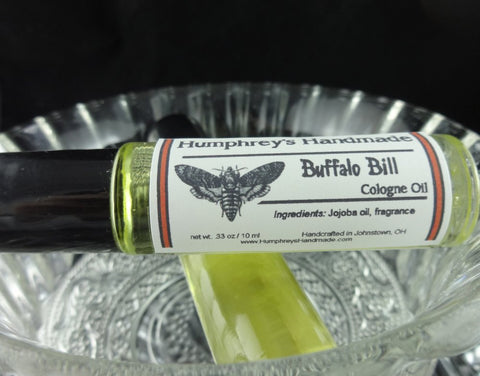 Humphrey's Handmade
Buffalo Bill
Cologne Oil
Ingredients: Jojoba oil, fragrance
net wt. .33 oz / 10 ml
Handcrafted in Johnstown, OH
www.HumphreysHandmade.com